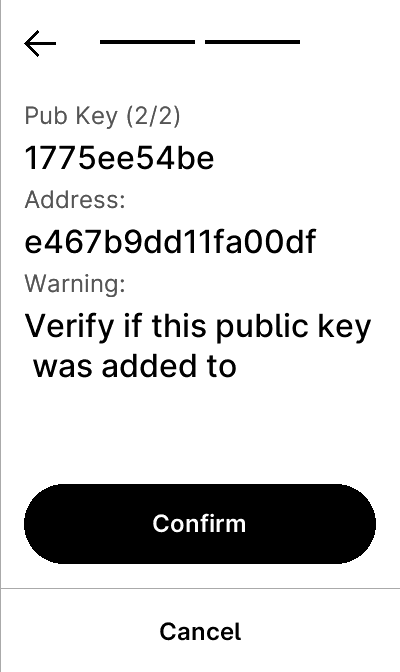 Pub Key (2/2)
1775ee54be
Address:
e467b9dd11fa00df
Warning:
Verify if this public key
was added to
Confirm
Cancel